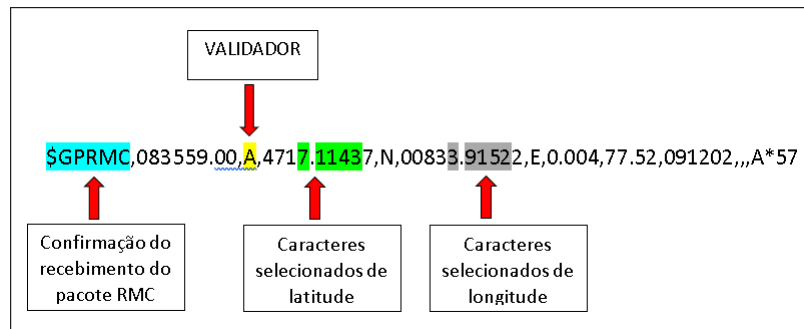 VALIDADOR
$GPRMC,083559.00,A,4717.11437,N,00833.91522,E,0.004,77.52,091202,,,A*57
Confirmação do
recebimento do
pacote RMC
Caracteres
selecionados de
latitude
Caracteres
selecionados de
longitude